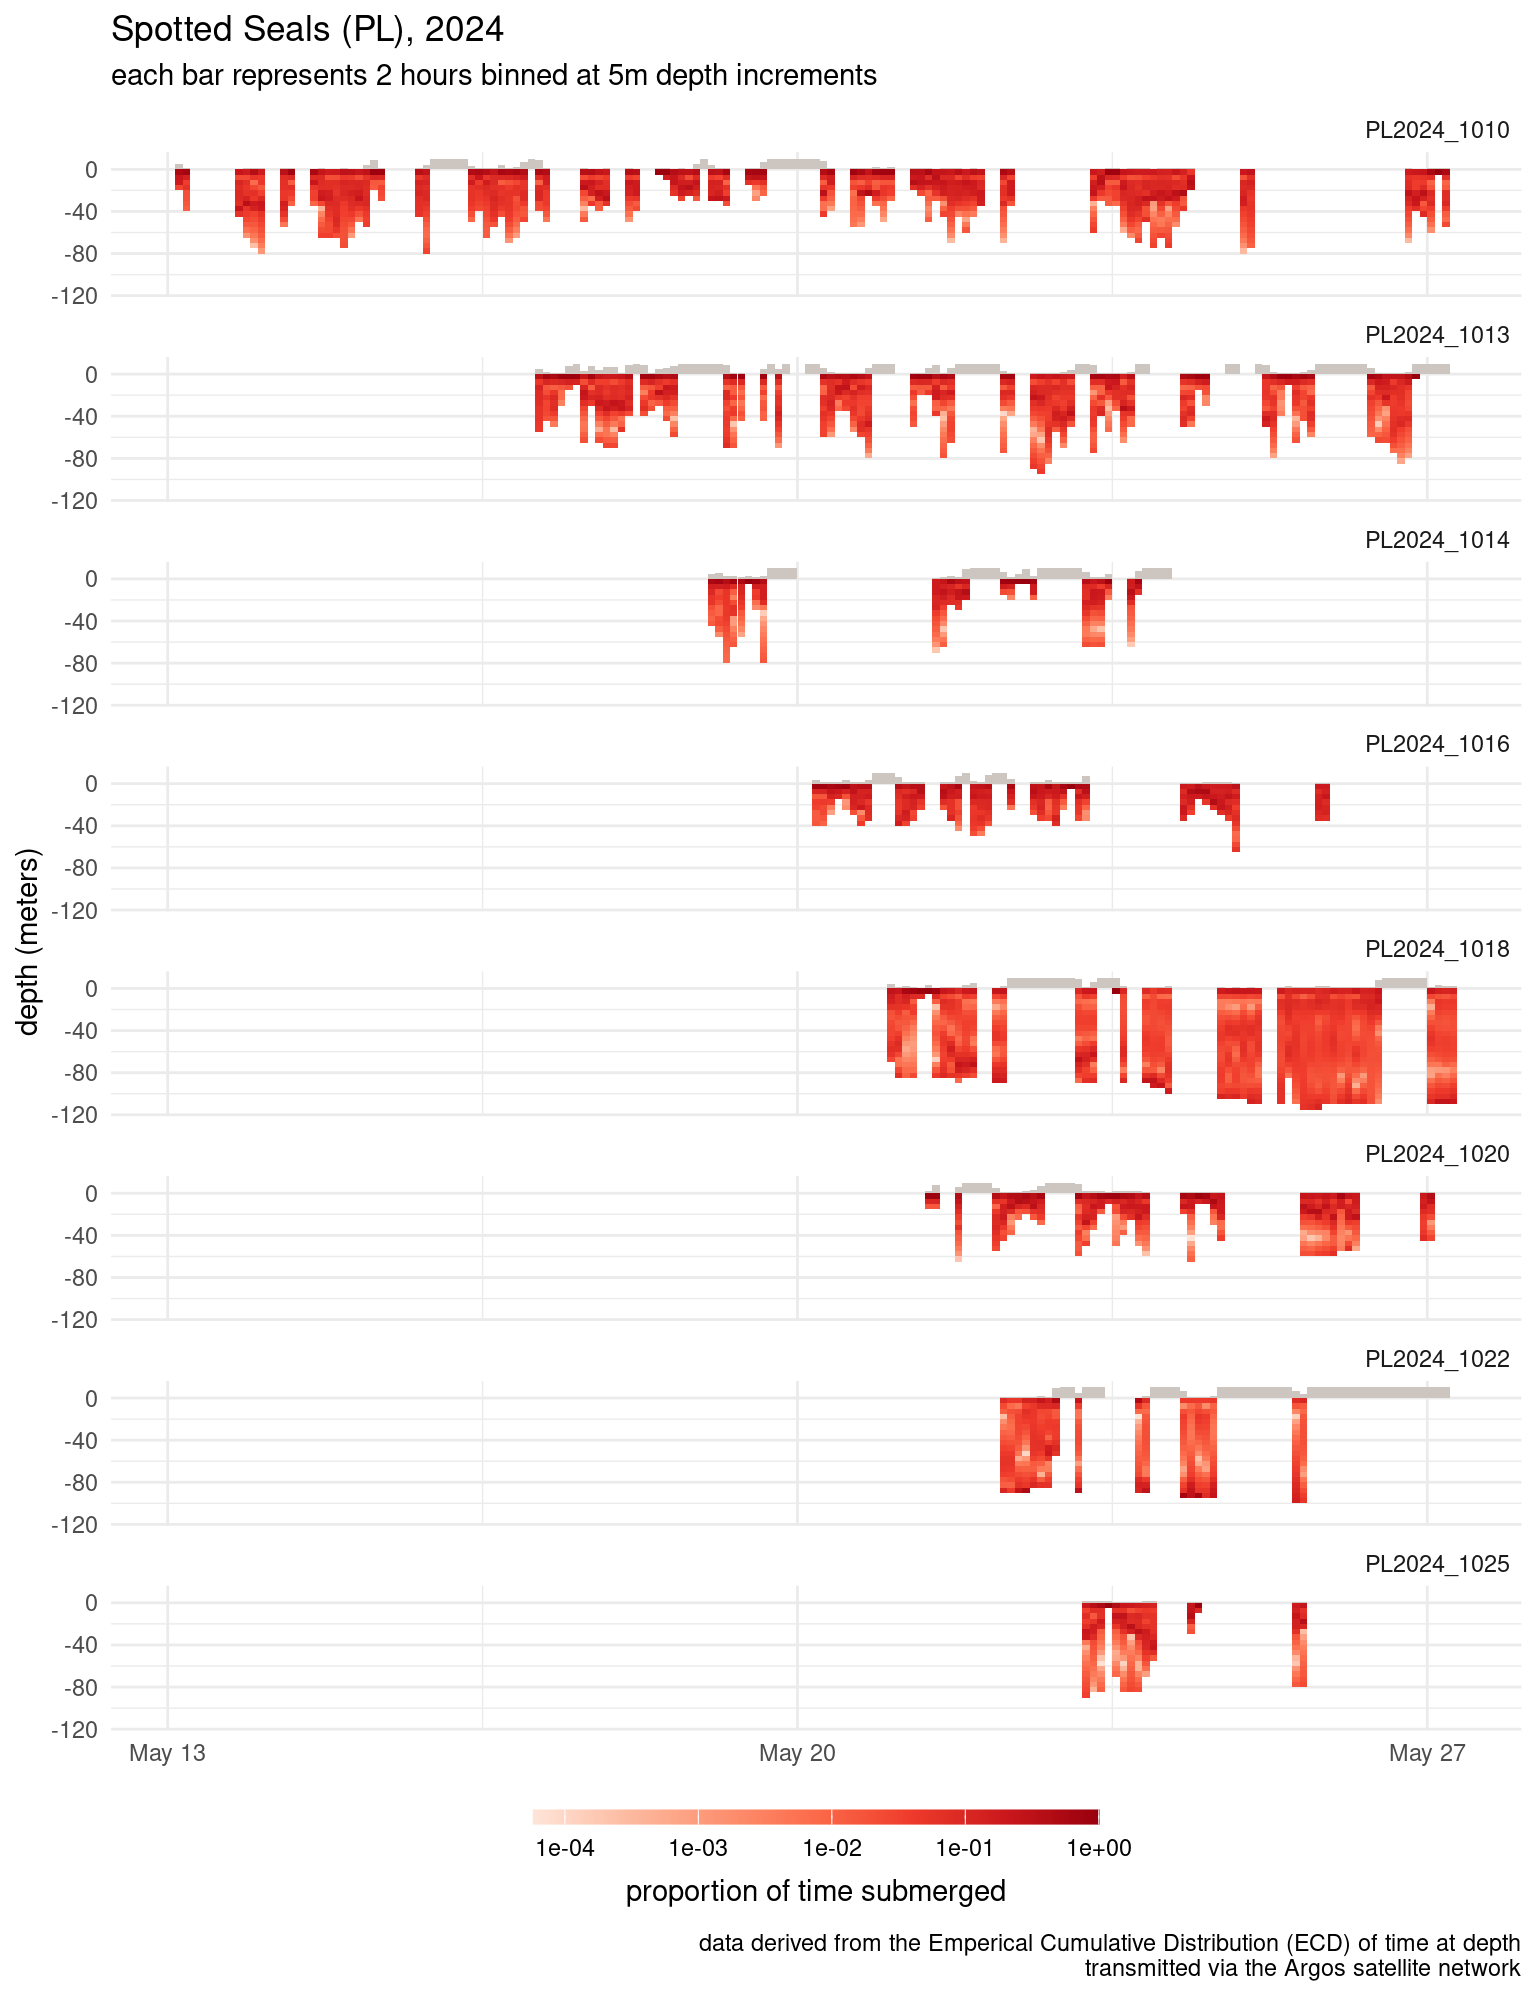 Spotted Seals (PL), 2024
each bar represents 2 hours binned at 5m depth increments
PL2024_1010
0
-40
-80
-120
PL2024_1013
0
-40
-80
-120
PL2024_1014
0
-40
-80
-120
PL2024_1016
0
-40
-80
-120
depth (meters)
PL2024_1018
0
-40
-80
-120
PL2024_1020
0
-40
-80
-120
PL2024_1022
0
-40
-80
-120
PL2024_1025
0
-40
-80
-120
May 13 May 20 May 27
1e-04 1e-03 1e-02 1e-01 1e+00
proportion of time submerged
data derived from the Emperical Cumulative Distribution (ECD) of time at depth
transmitted via the Argos satellite network